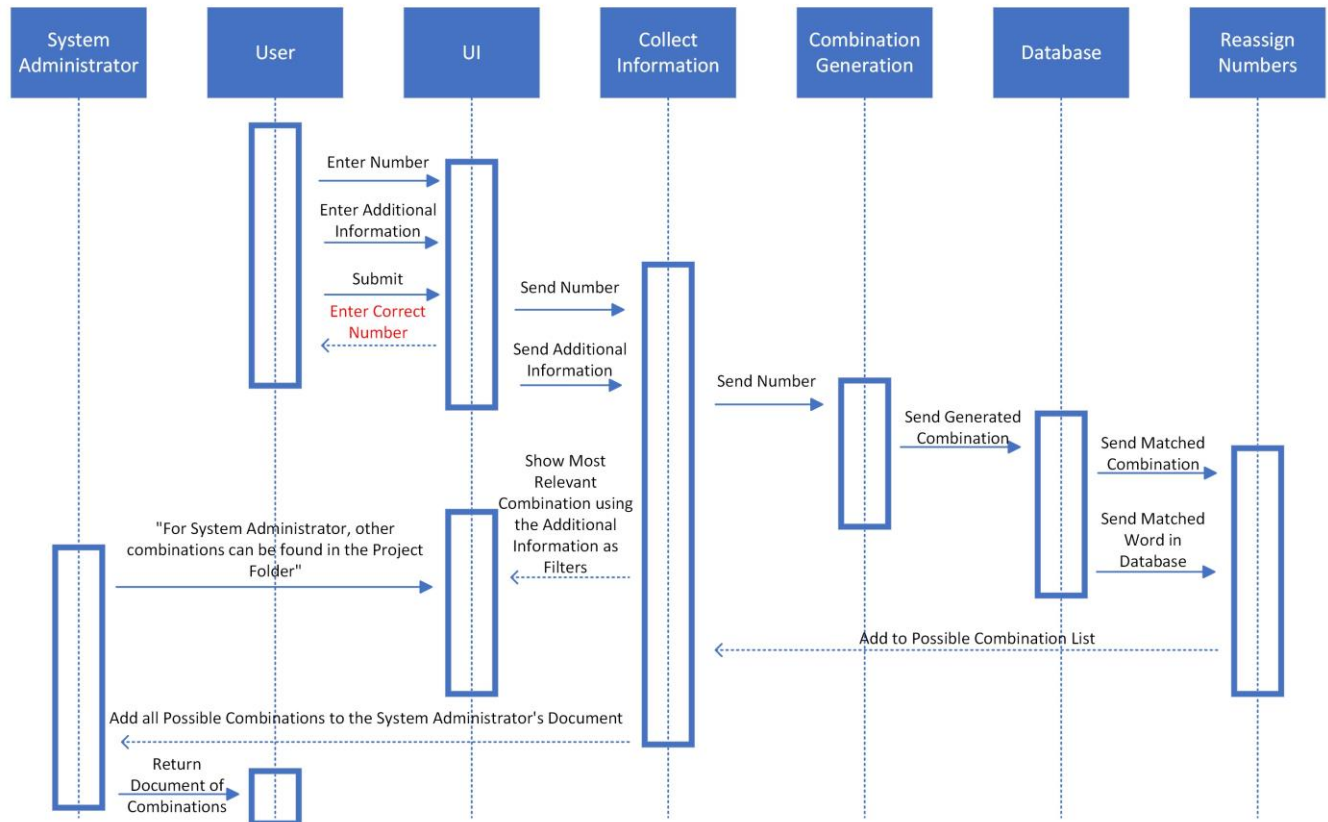 System
Administrator
User
UI
Collect
Information
Combination
Generation
Database
Reassign
Numbers
Enter Number
Enter Additional
Information
Submit
Enter Correct
Number
Send Number
Send Additional
Information
Send Number
Send Generated
Combination
Send Matched
Combination
Show Most
Relevant
Combination using
the Additional
Information as
Filters
"For System Administrator, other
combinations can be found in the Project
Folder"
Send Matched
Word in
Database
Add to Possible Combination List
Add all Possible Combinations to the System Administrator's Document
Return
Document of
Combinations